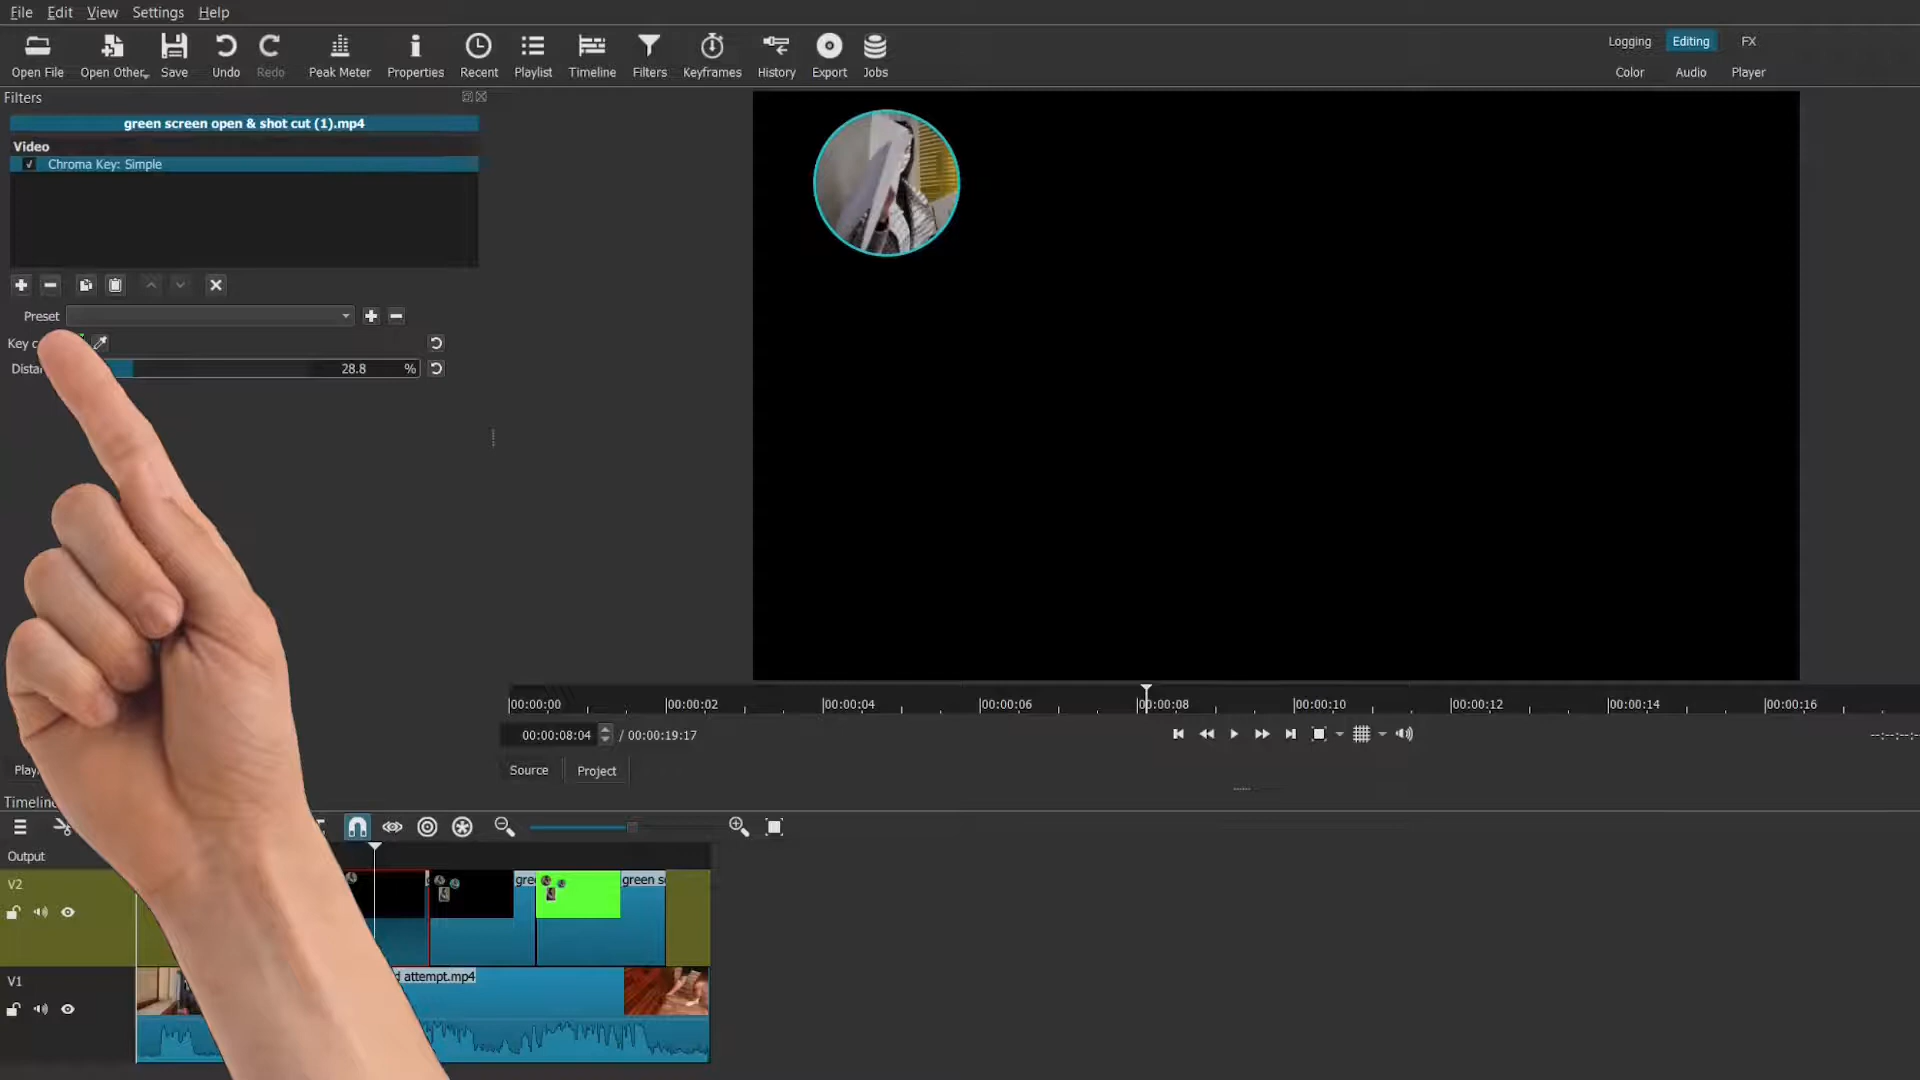 File Edit View Settings Help
Open File Open Other Save Undo Redo Peak Meter Properties Recent Playlist Timeline Filters Keyframes History Export Jobs
Logging Editing FX
Color Audio Player
Filters
green screen open & shot cut (1).mp4
Video
Chroma Key: Simple
Preset
Key c
Distan 28.8 %
00:00:00 00:00:02 00:00:04 00:00:06 00:00:08 00:00:10 00:00:12 00:00:14 00:00:16
00:00:08:04 / 00:00:19:17 --:--:--:
Play
Source Project
Timeline
Output
V2
gre green s
V1
d attempt.mp4